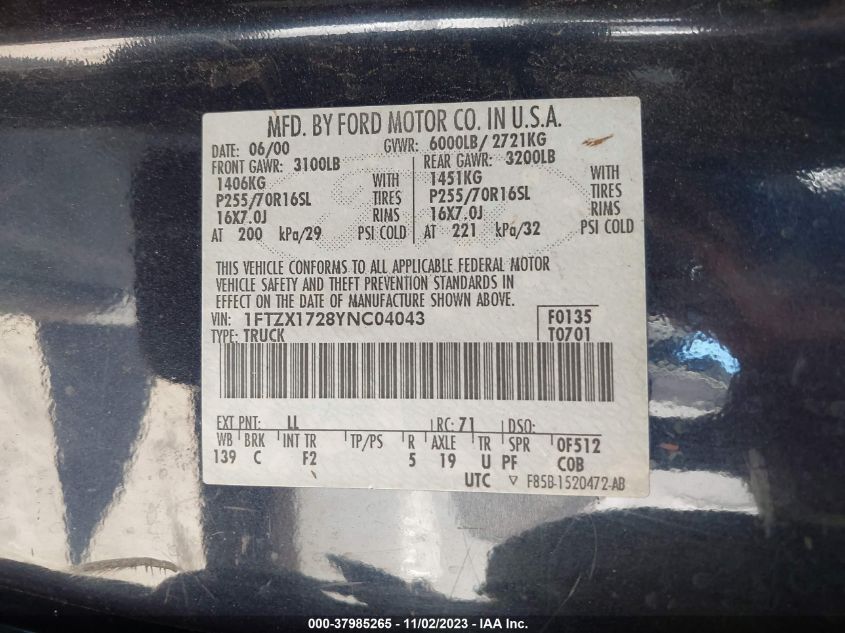 MFD. BY FORD MOTOR CO. IN U.S.A.
DATE: 06/00 GVWR: 6000LB/ 2721KG
FRONT GAWR: 3100LB REAR GAWR: 3200LB
1406KG WITH 1451KG WITH
P255/70R16SL TIRES P255/70R16SL TIRES
16X7.0J RIMS 16X7.0J RIMS
AT 200 kPa/29 PSI COLD AT 221 kPa/32 PSI COLD
THIS VEHICLE CONFORMS TO ALL APPLICABLE FEDERAL MOTOR
VEHICLE SAFETY AND THEFT PREVENTION STANDARDS IN
EFFECT ON THE DATE OF MANUFACTURE SHOWN ABOVE.
VIN: 1FTZX1728YNC04043 F0135
TYPE: TRUCK T0701
EXT PNT: LL RC: 71 DSO:
WB BRK INT TR TP/PS R AXLE TR SPR 0F512
139 C F2 5 19 U PF COB
UTC ▽ F85B-1520472-AB
000-37985265 - 11/02/2023 - IAA Inc.